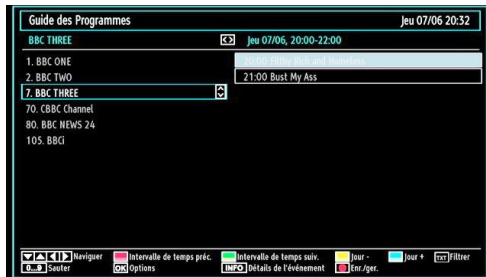 Guide des Programmes Jeu 07/06 20:32
BBC THREE Jeu 07/06, 20:00-22:00
1. BBC ONE 20:00 Filthy Rich and Homeless
2. BBC TWO 21:00 Bust My Ass
7. BBC THREE
70. CBBC Channel
80. BBC NEWS 24
105. BBCi
Naviguer Intervalle de temps préc. Intervalle de temps suiv. Jour - Jour + TXT Filtrer
0...9 Sauter OK Options INFO Détails de l'événement Enr./ger.